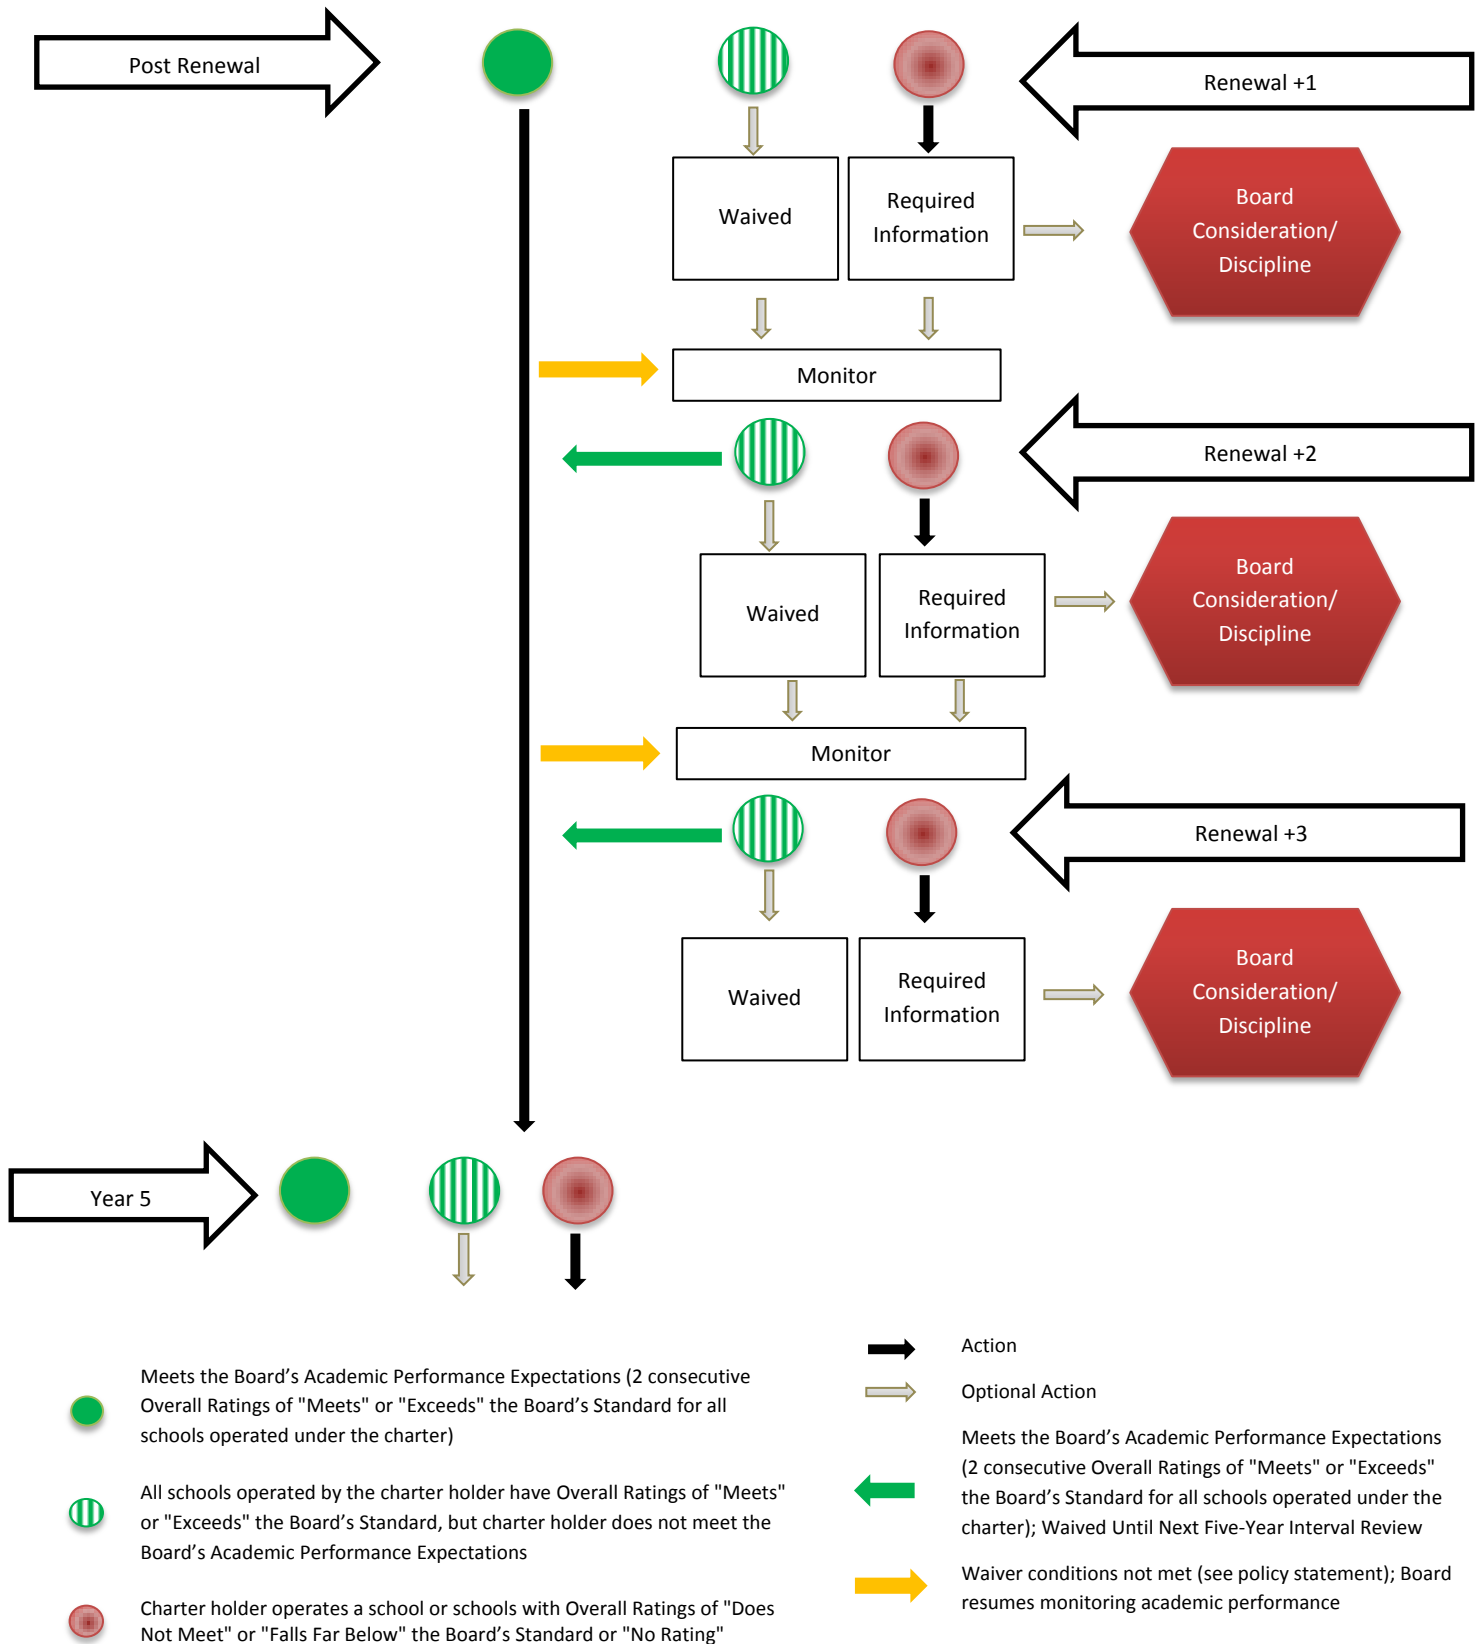 Post Renewal
Renewal +1
Waived
Required
Information
Board
Consideration/
Discipline
Monitor
Renewal +2
Waived
Required
Information
Board
Consideration/
Discipline
Monitor
Renewal +3
Waived
Required
Information
Board
Consideration/
Discipline
Year 5
Meets the Board’s Academic Performance Expectations (2 consecutive
Overall Ratings of "Meets" or "Exceeds" the Board’s Standard for all
schools operated under the charter)
All schools operated by the charter holder have Overall Ratings of "Meets"
or "Exceeds" the Board’s Standard, but charter holder does not meet the
Board’s Academic Performance Expectations
Charter holder operates a school or schools with Overall Ratings of "Does
Not Meet" or "Falls Far Below" the Board’s Standard or "No Rating"
Action
Optional Action
Meets the Board’s Academic Performance Expectations
(2 consecutive Overall Ratings of "Meets" or "Exceeds"
the Board’s Standard for all schools operated under the
charter); Waived Until Next Five-Year Interval Review
Waiver conditions not met (see policy statement); Board
resumes monitoring academic performance